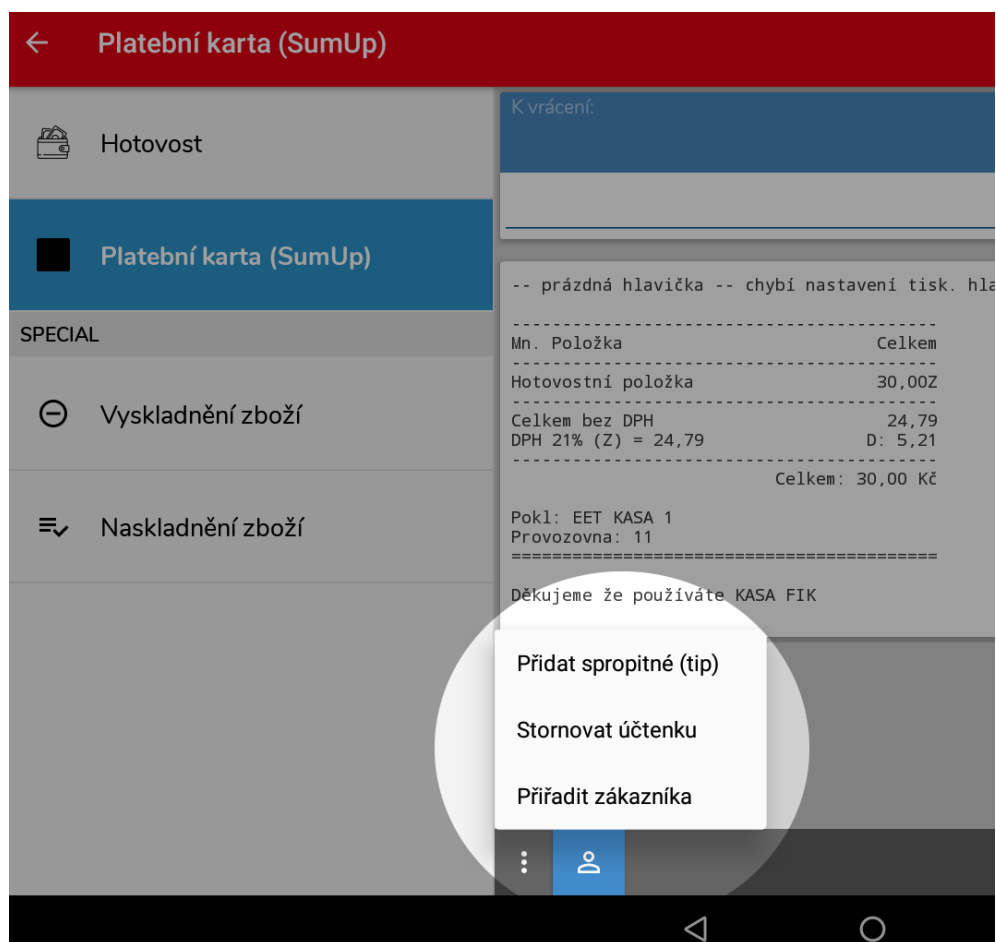 Platební karta (SumUp)
Hotovost
Platební karta (SumUp)
SPECIAL
Vyskladnění zboží
Naskladnění zboží
K vrácení:
-- prázdná hlavička -- chybí nastavení tisk. hla
------------------------------------------
Mn. Položka Celkem
------------------------------------------
Hotovostní položka 30,00Z
------------------------------------------
Celkem bez DPH 24,79
DPH 21% (Z) = 24,79 D: 5,21
------------------------------------------
Celkem: 30,00 Kč
Pokl: EET KASA 1
Provozovna: 11
==========================================
Děkujeme že používáte KASA FIK
Přidat spropitné (tip)
Stornovat účtenku
Přiřadit zákazníka